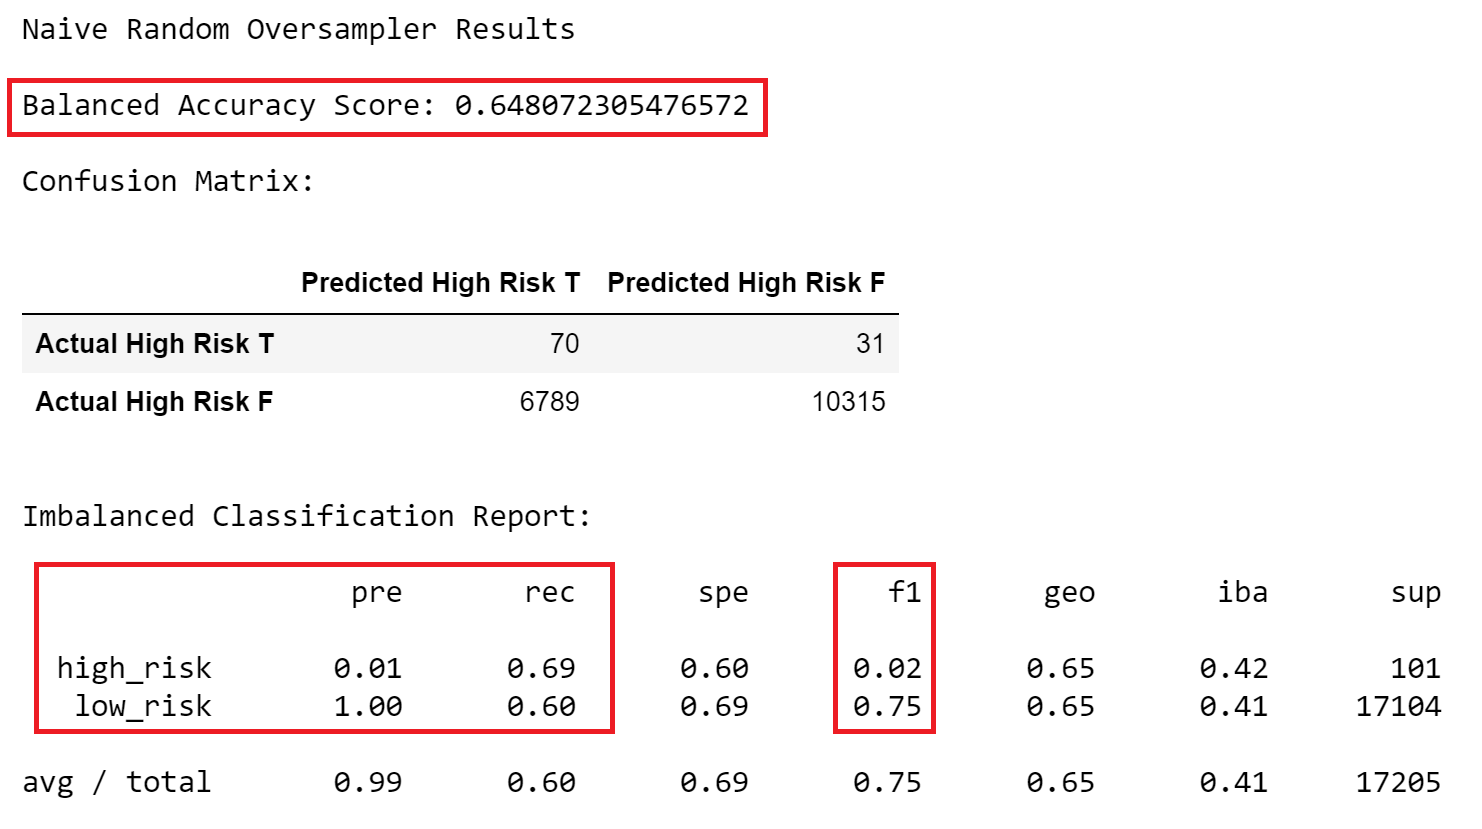 Naive Random Oversampler Results
Balanced Accuracy Score: 0.648072305476572
Confusion Matrix:
Predicted High Risk T Predicted High Risk F
Actual High Risk T 70 31
Actual High Risk F 6789 10315
Imbalanced Classification Report:
pre rec spe f1 geo iba sup
high_risk 0.01 0.69 0.60 0.02 0.65 0.42 101
low_risk 1.00 0.60 0.69 0.75 0.65 0.41 17104
avg / total 0.99 0.60 0.69 0.75 0.65 0.41 17205